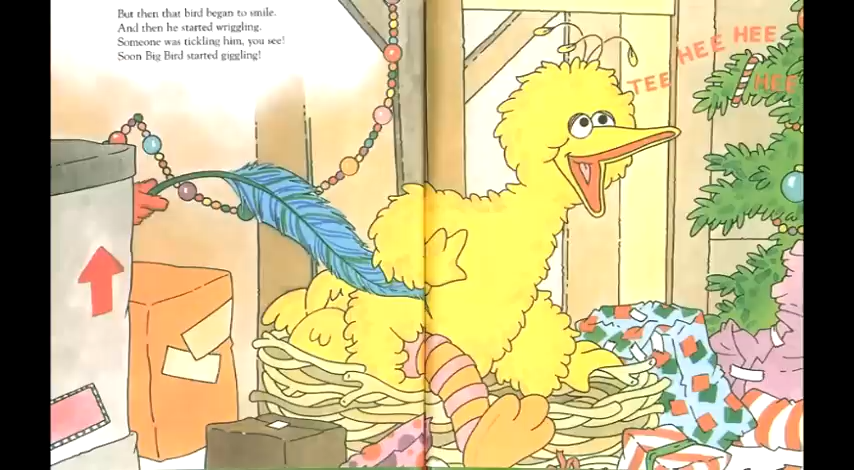 But then that bird began to smile.
And then he started wriggling.
Someone was tickling him, you see!
Soon Big Bird started giggling!
TEE HEE HEE
HEE